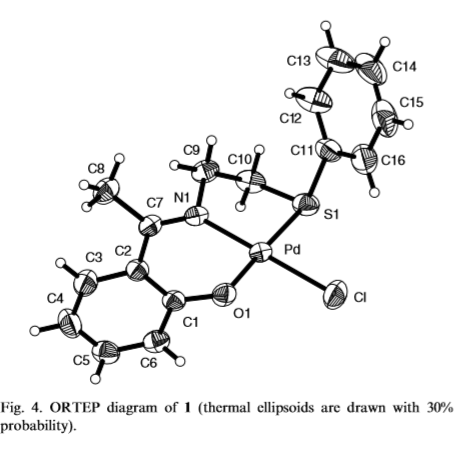 C13
C14
C12
C15
C9
C10
C11
C16
C8
N1
S1
C7
C3
C2
Pd
C4
Cl
C1
O1
C5
C6
Fig. 4. ORTEP diagram of 1 (thermal ellipsoids are drawn with 30%
probability).